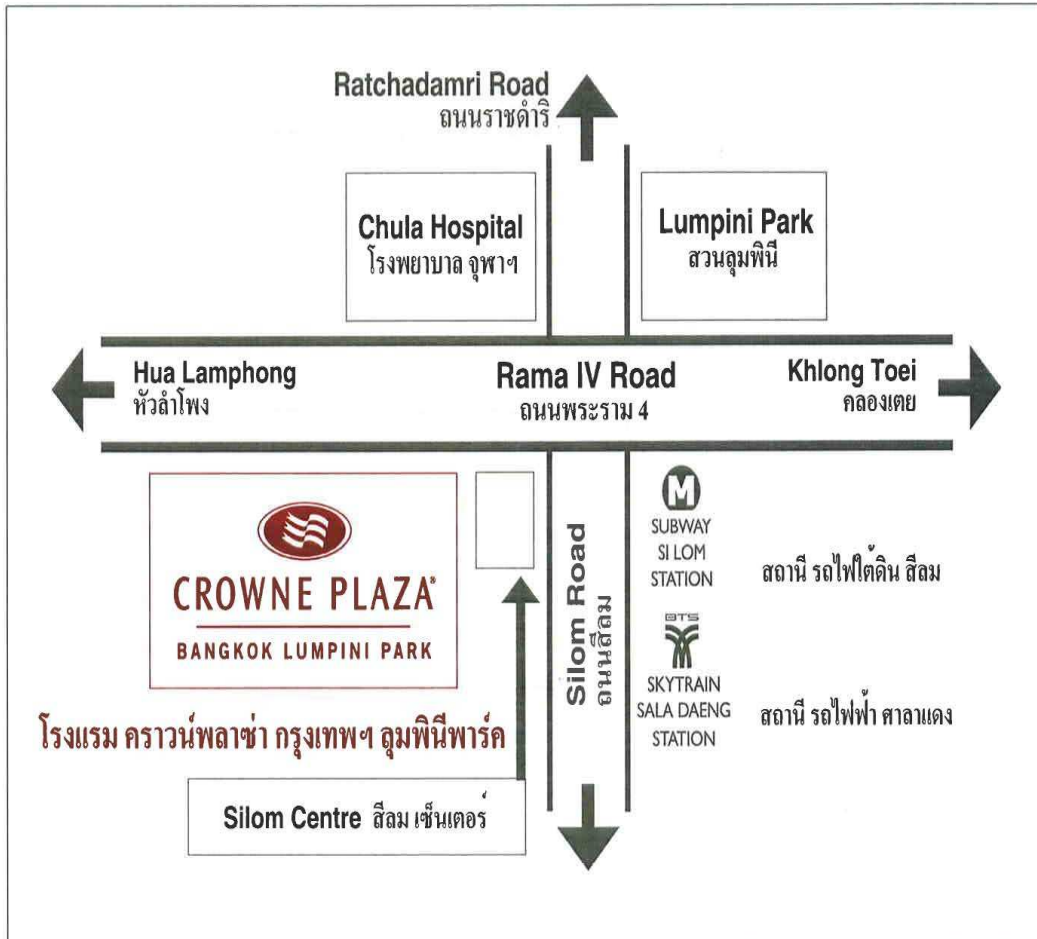 Ratchadamri Road
ถนนราชดำริ
Chula Hospital
โรงพยาบาล จุฬาฯ
Lumpini Park
สวนลุมพินี
Hua Lamphong
หัวลำโพง
Rama IV Road
ถนนพระราม 4
Khlong Toei
คลองเตย
CROWNE PLAZA®
BANGKOK LUMPINI PARK
โรงแรม คราวน์พลาซ่า กรุงเทพฯ ลุมพินีพาร์ค
Silom Road
ถนนสีลม
M
SUBWAY
SI LOM
STATION
สถานี รถไฟใต้ดิน สีลม
BTS
SKYTRAIN
SALA DAENG
STATION
สถานี รถไฟฟ้า ศาลาแดง
Silom Centre สีลม เซ็นเตอร์